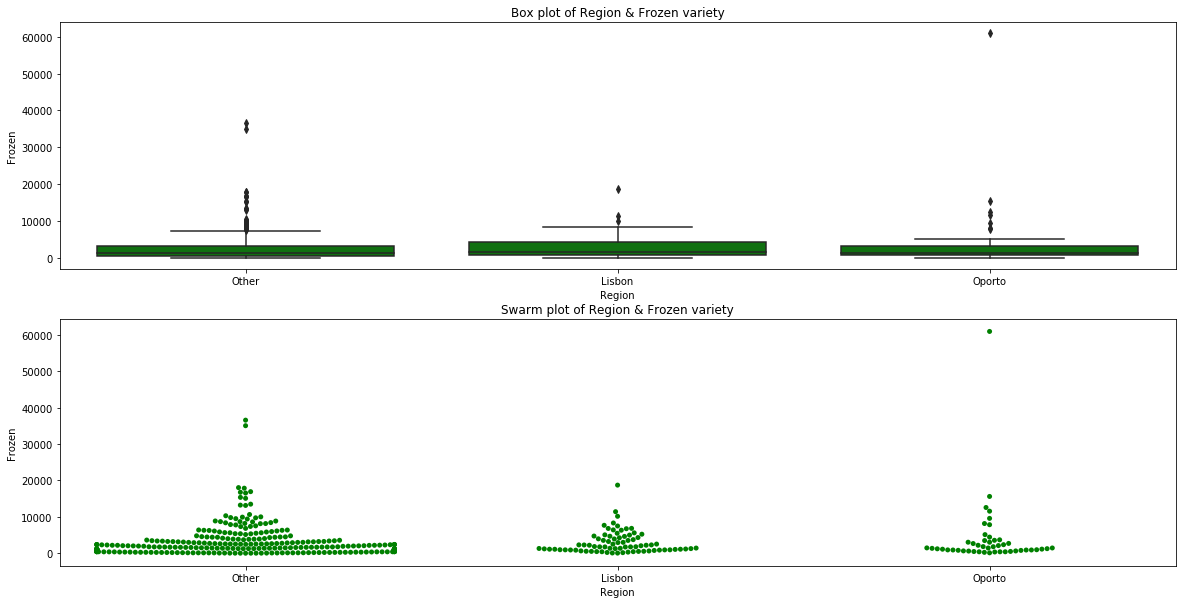 Box plot of Region & Frozen variety
60000
50000
40000
30000
20000
10000
0
Frozen
Other
Lisbon
Oporto
Region
Swarm plot of Region & Frozen variety
60000
50000
40000
30000
20000
10000
0
Frozen
Other
Lisbon
Oporto
Region